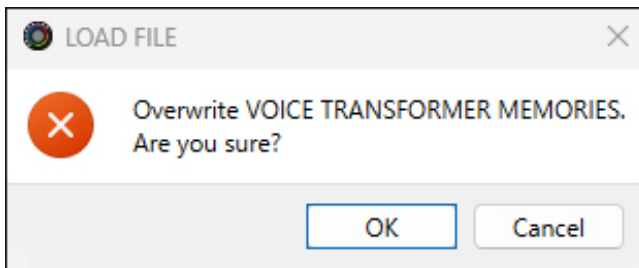 LOAD FILE
Overwrite VOICE TRANSFORMER MEMORIES.
Are you sure?
OK
Cancel